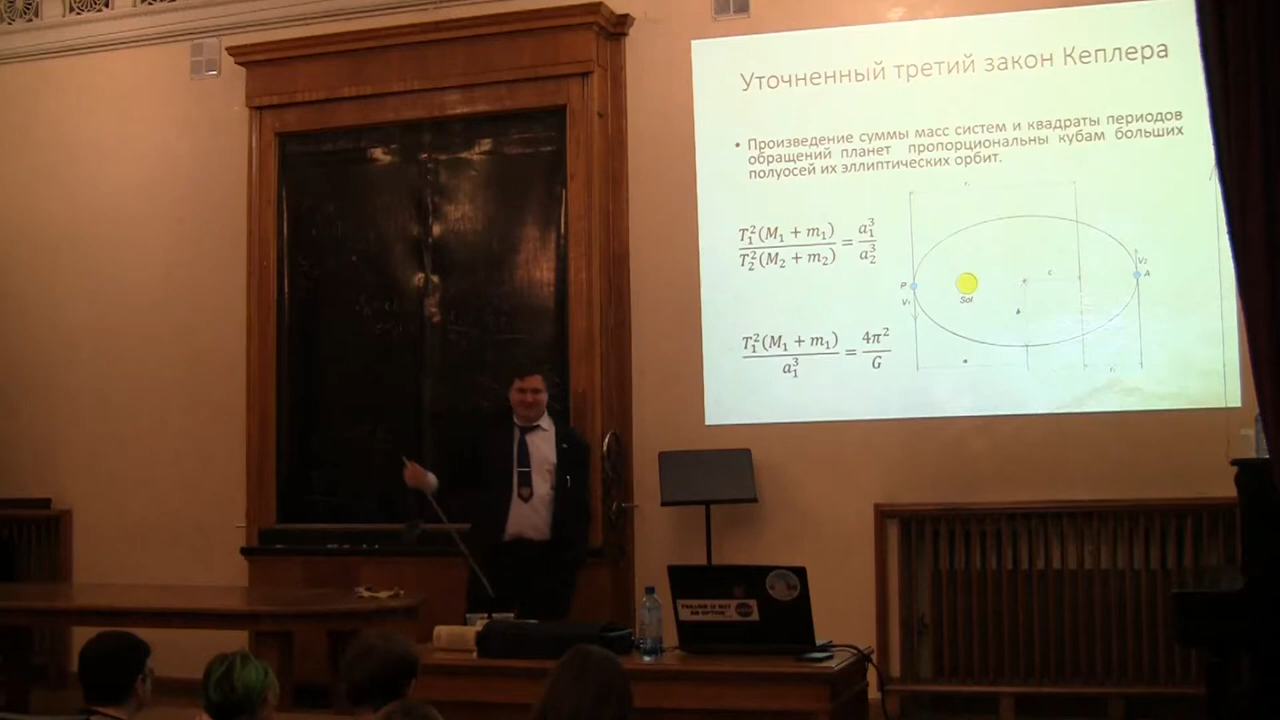 Уточненный третий закон Кеплера
• Произведение суммы масс систем и квадраты периодов
обращений планет пропорциональны кубам больших
полуосей их эллиптических орбит.
T₁²(M₁ + m₁) / T₂²(M₂ + m₂) = a₁³ / a₂³
T₁²(M₁ + m₁) / a₁³ = 4π² / G
r₁
P
V₁
Sol
c
V₂
A
FAILURE IS NOT
AN OPTION